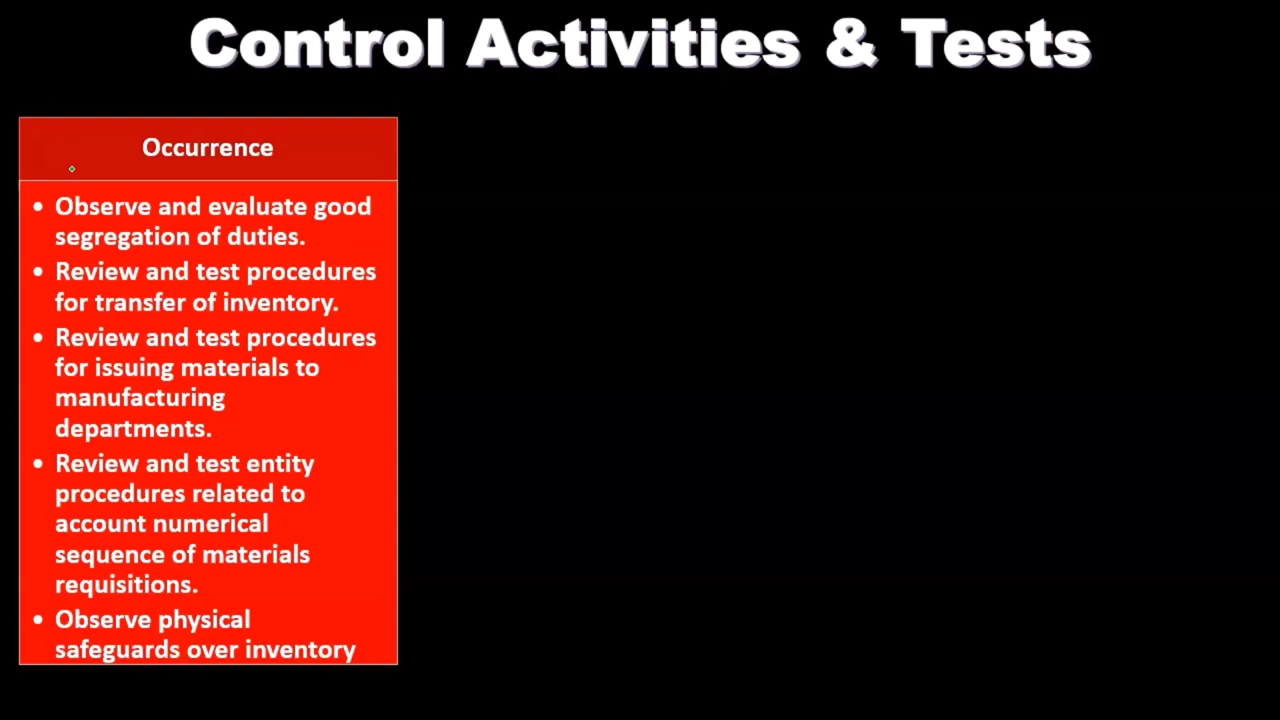 Control Activities & Tests
Occurrence
• Observe and evaluate good
segregation of duties.
• Review and test procedures
for transfer of inventory.
• Review and test procedures
for issuing materials to
manufacturing
departments.
• Review and test entity
procedures related to
account numerical
sequence of materials
requisitions.
• Observe physical
safeguards over inventory